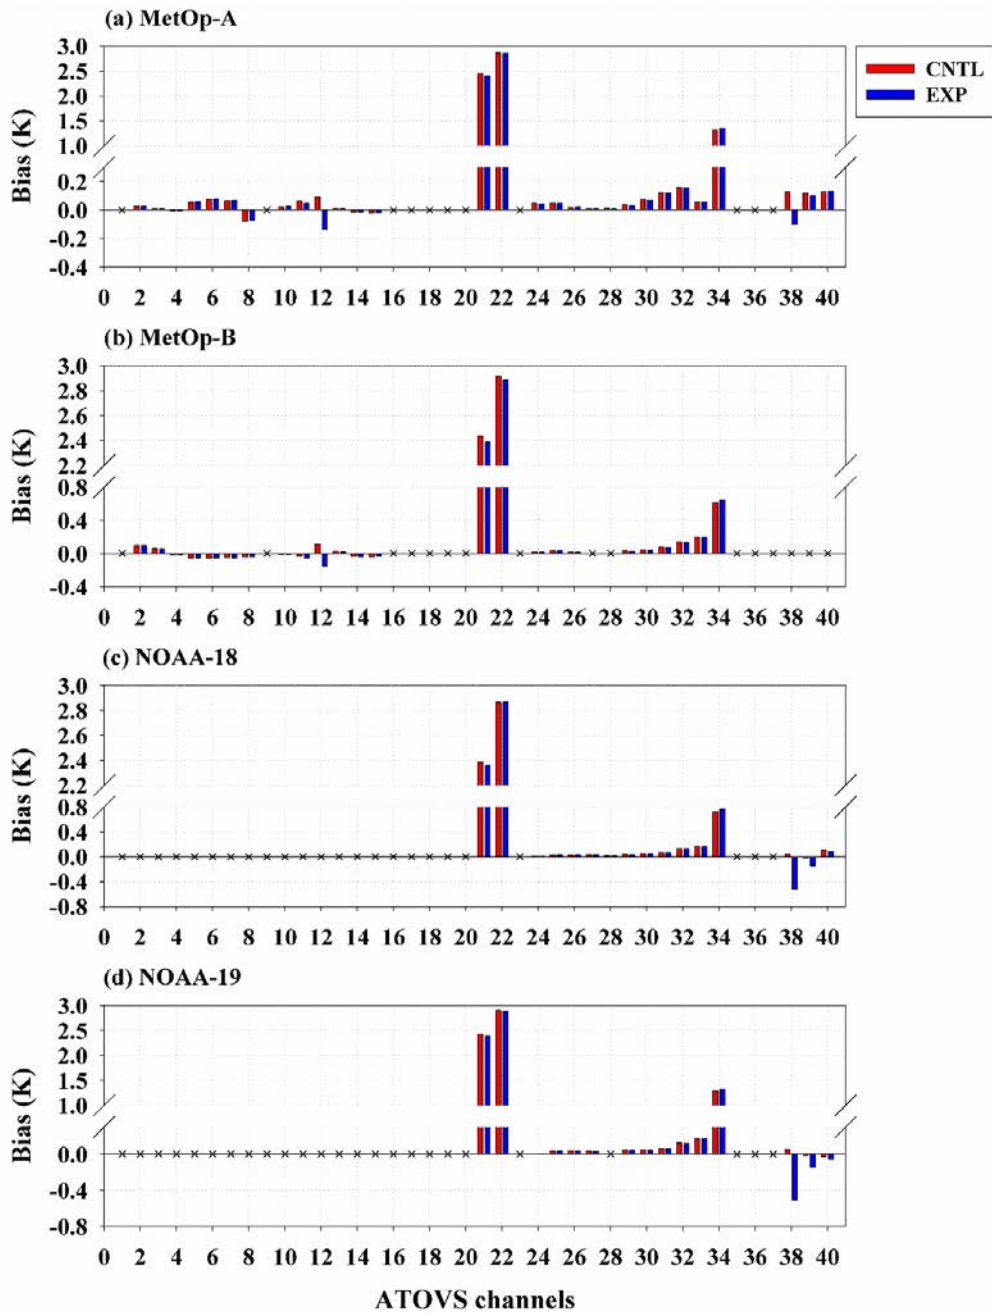 (a) MetOp-A
CNTL
EXP
Bias (K)
3.0
2.5
2.0
1.5
1.0
0.2
0.0
-0.2
-0.4
0 2 4 6 8 10 12 14 16 18 20 22 24 26 28 30 32 34 36 38 40
(b) MetOp-B
Bias (K)
3.0
2.8
2.6
2.4
2.2
0.8
0.4
0.0
-0.4
0 2 4 6 8 10 12 14 16 18 20 22 24 26 28 30 32 34 36 38 40
(c) NOAA-18
Bias (K)
3.0
2.8
2.6
2.4
2.2
0.8
0.4
0.0
-0.4
-0.8
0 2 4 6 8 10 12 14 16 18 20 22 24 26 28 30 32 34 36 38 40
(d) NOAA-19
Bias (K)
3.0
2.5
2.0
1.5
1.0
0.0
-0.4
-0.8
0 2 4 6 8 10 12 14 16 18 20 22 24 26 28 30 32 34 36 38 40
ATOVS channels